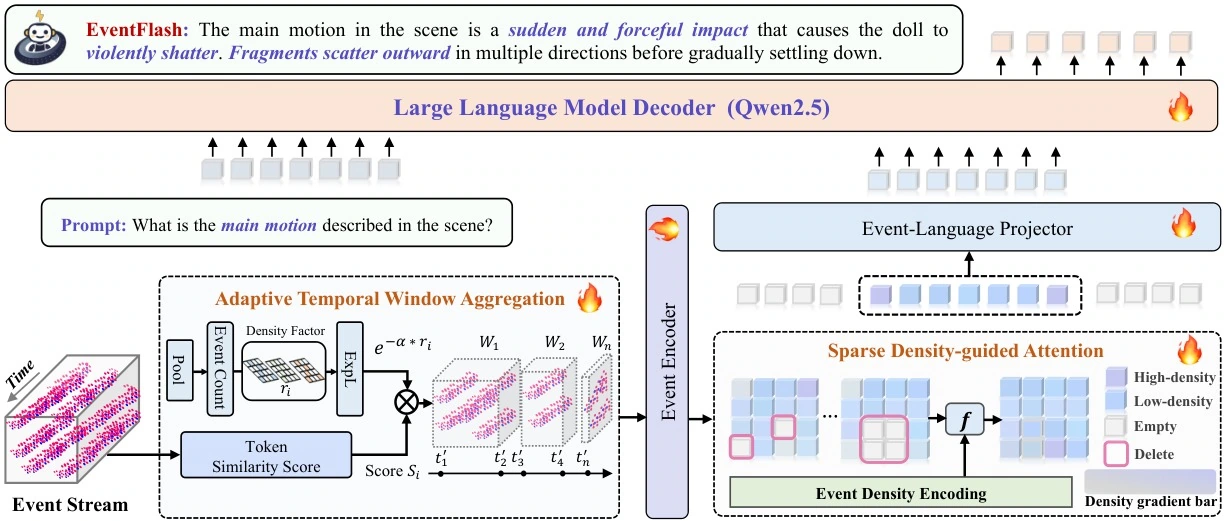 EventFlash: The main motion in the scene is a sudden and forceful impact that causes the doll to
violently shatter. Fragments scatter outward in multiple directions before gradually settling down.
Large Language Model Decoder (Qwen2.5)
Prompt: What is the main motion described in the scene?
Event-Language Projector
Event Encoder
Adaptive Temporal Window Aggregation
Pool
Event Count
Density Factor
r_i
ExpL
e^{-α * r_i}
W_1
W_2
W_n
Time
Event Stream
Token
Similarity Score
Score S_i
t'_1
t'_2
t'_3
t'_4
t'_n
Sparse Density-guided Attention
...
f
Event Density Encoding
High-density
Low-density
Empty
Delete
Density gradient bar